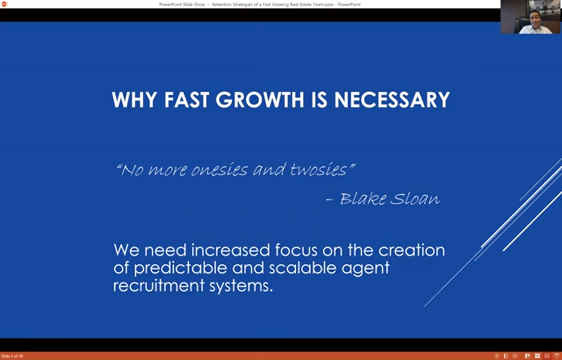 PowerPoint Slide Show - Retention Strategies of a Fast Growing Real Estate Team.pptx - PowerPoint
WHY FAST GROWTH IS NECESSARY
“No more onesies and twosies”
– Blake Sloan
We need increased focus on the creation
of predictable and scalable agent
recruitment systems.